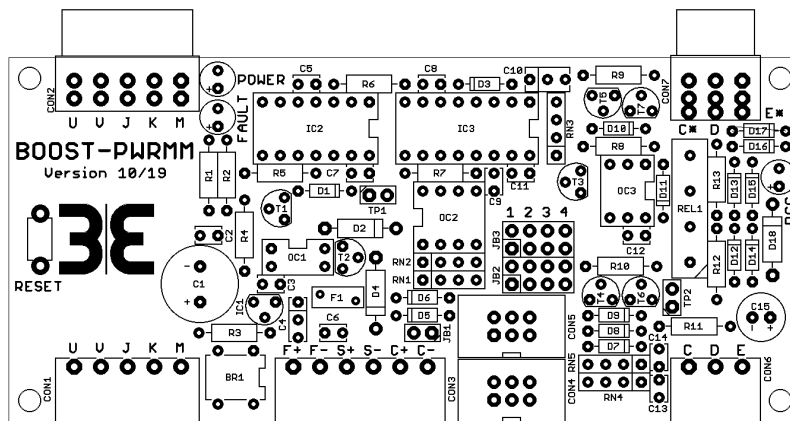 CON2
POWER
FAULT
U V J K M
C5
R6
C8
D3
C10
R9
CON7
T5
T7
C* D
E*
IC2
IC3
RN3
D10
D17
R8
D16
BOOST-PWRMM
Version 10/19
R1
R2
R5
C7
R7
C11
D1
TP1
C9
T3
OC3
D11
REL1
R13
D13
D15
PCC
T1
OC2
1 2 3 4
R4
C2
D2
JB3
C12
D18
3E
OC1
T2
RN2
RN1
JB2
R10
R12
D12
D14
RESET
C1
- +
C3
IC1
F1
D4
D6
D5
T4
T6
TP2
C15
- +
C4
C6
JB1
CON5
D9
D8
D7
R11
R3
U V J K M
F+ F- S+ S- C+ C-
RN5
C14
C D E
CON1
BR1
CON3
CON4
RN4
C13
CON6